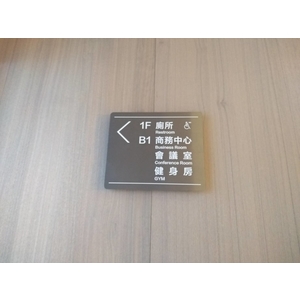 1F 廁所
Restroom
B1 商務中心
Business Room
會議室
Conference Room
健身房
GYM